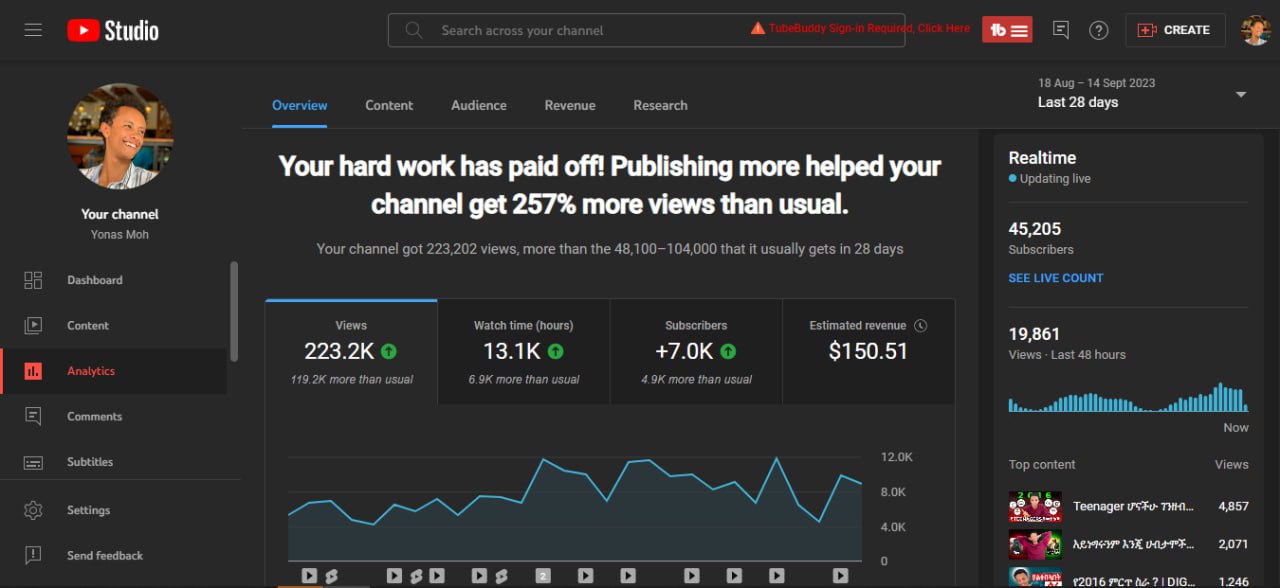 Studio
Search across your channel
TubeBuddy Sign-in Required, Click Here
tb
CREATE
18 Aug – 14 Sept 2023
Last 28 days
Overview
Content
Audience
Revenue
Research
Your channel
Yonas Moh
Dashboard
Content
Analytics
Comments
Subtitles
Settings
Send feedback
Your hard work has paid off! Publishing more helped your
channel get 257% more views than usual.
Your channel got 223,202 views, more than the 48,100–104,000 that it usually gets in 28 days
Views
223.2K
119.2K more than usual
Watch time (hours)
13.1K
6.9K more than usual
Subscribers
+7.0K
4.9K more than usual
Estimated revenue
$150.51
12.0K
8.0K
4.0K
0
2
Realtime
Updating live
45,205
Subscribers
SEE LIVE COUNT
19,861
Views · Last 48 hours
Now
Top content
Views
2016
Teenager ሆናችሁ ገንዘብ...
4,857
አይነግሩንም እንጂ ሀብታሞች...
2,071
የ2016 ምርጥ ስራ ? | DIG...
1,246